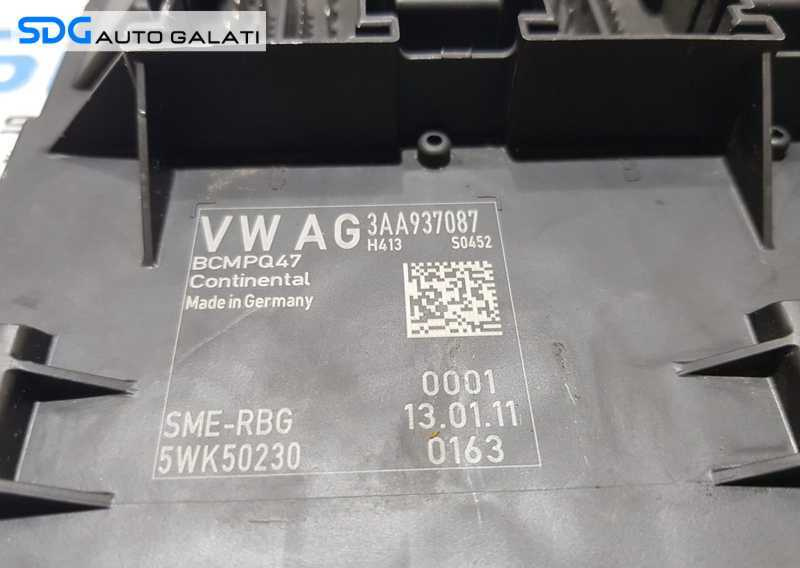 SDG AUTO GALATI
VW AG 3AA937087
H413 S0452
BCMPQ47
Continental
Made in Germany
0001
SME-RBG 13.01.11
5WK50230 0163